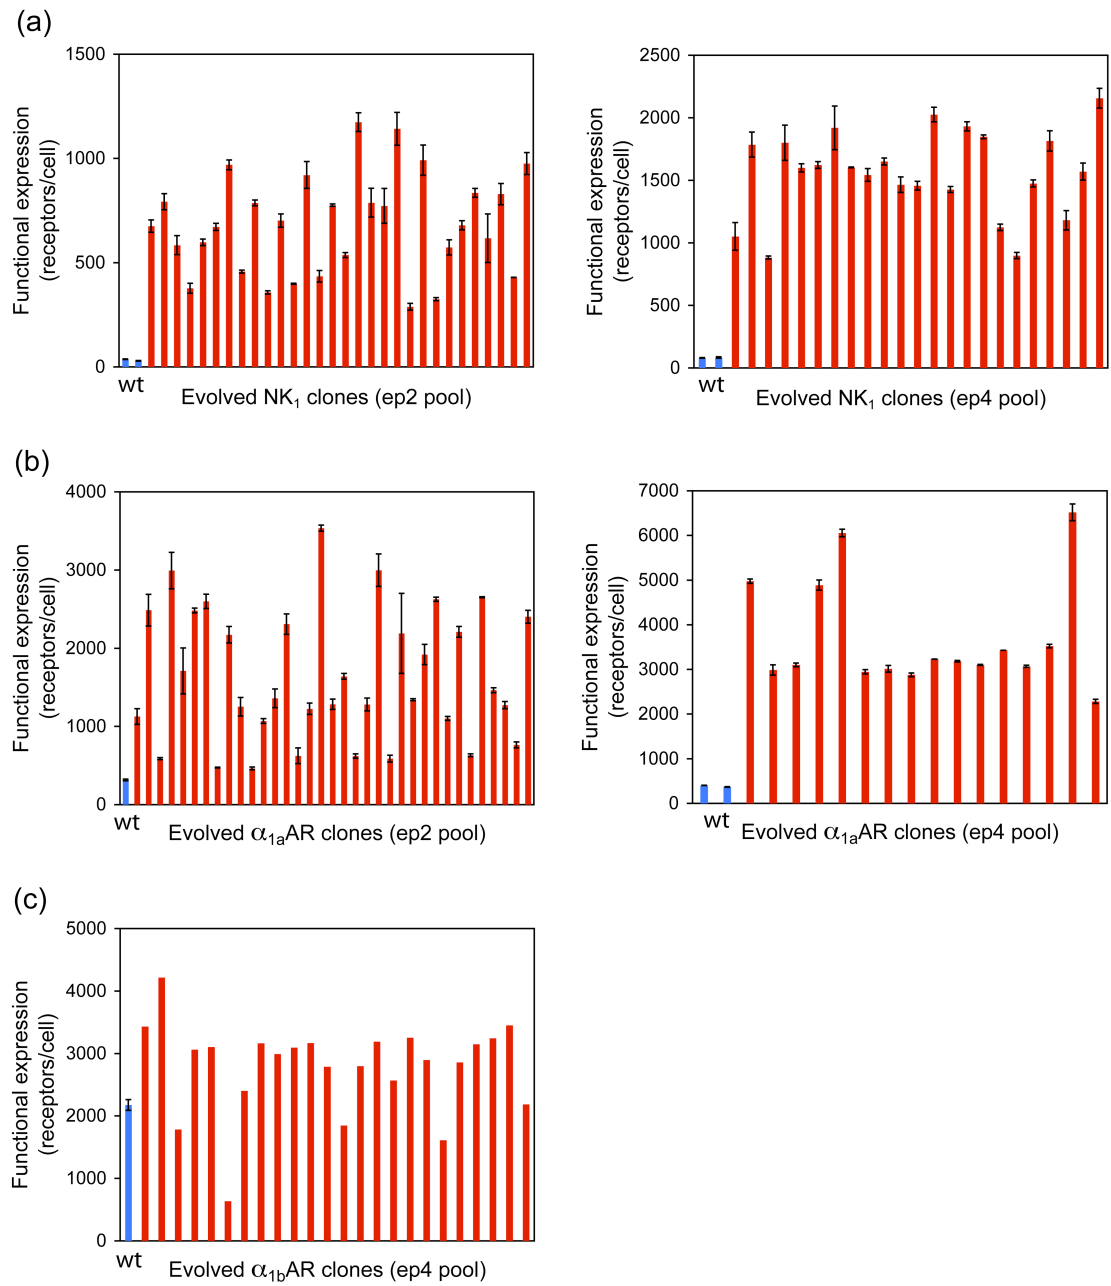 (a)
Functional expression
(receptors/cell)
1500
1000
500
0
wt
Evolved NK1 clones (ep2 pool)
Functional expression
(receptors/cell)
2500
2000
1500
1000
500
0
wt
Evolved NK1 clones (ep4 pool)
(b)
Functional expression
(receptors/cell)
4000
3000
2000
1000
0
wt
Evolved α1aAR clones (ep2 pool)
Functional expression
(receptors/cell)
7000
6000
5000
4000
3000
2000
1000
0
wt
Evolved α1aAR clones (ep4 pool)
(c)
Functional expression
(receptors/cell)
5000
4000
3000
2000
1000
0
wt
Evolved α1bAR clones (ep4 pool)